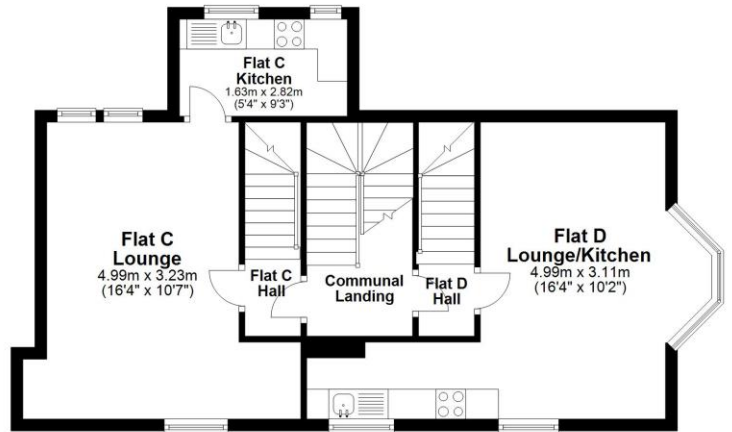 Flat C
Kitchen
1.63m x 2.82m
(5'4" x 9'3")
Flat C
Lounge
4.99m x 3.23m
(16'4" x 10'7")
Flat C
Hall
Communal
Landing
Flat D
Hall
Flat D
Lounge/Kitchen
4.99m x 3.11m
(16'4" x 10'2")